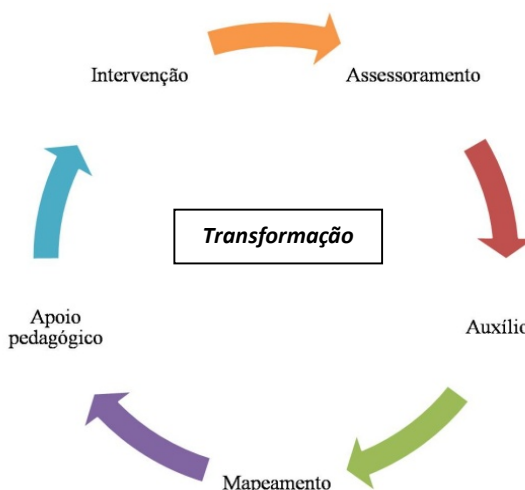 Intervenção
Assessoramento
Transformação
Apoio
pedagógico
Auxílio
Mapeamento